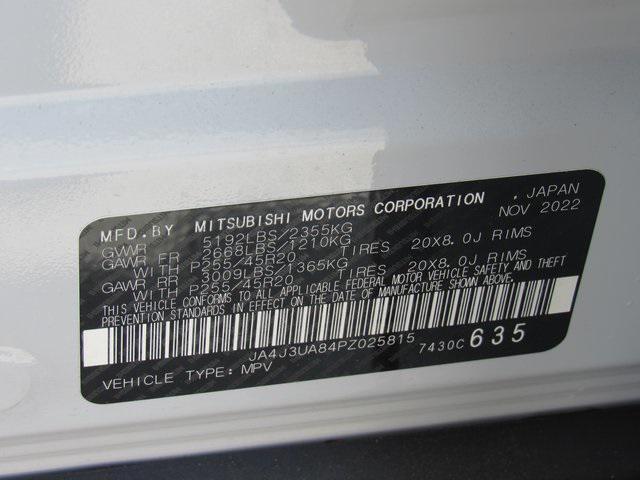 MFD.BY MITSUBISHI MOTORS CORPORATION , JAPAN
NOV 2022
GVWR 5192LBS/2355KG
GAWR FR 2668LBS/1210KG
WITH P255/45R20 TIRES 20X8.0J RIMS
GAWR RR 3009LBS/1365KG
WITH P255/45R20 TIRES 20X8.0J RIMS
THIS VEHICLE CONFORMS TO ALL APPLICABLE FEDERAL MOTOR VEHICLE SAFETY AND THEFT
PREVENTION STANDARDS IN EFFECT ON THE DATE OF MANUFACTURE SHOWN ABOVE.
JA4J3UA84PZ025815 7430C 635
VEHICLE TYPE: MPV